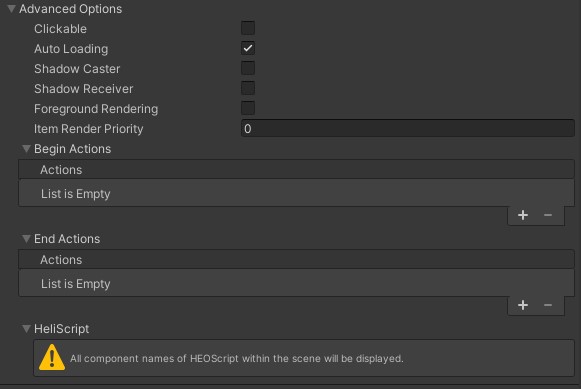 Advanced Options
Clickable
Auto Loading
Shadow Caster
Shadow Receiver
Foreground Rendering
Item Render Priority 0
Begin Actions
Actions
List is Empty
+ −
End Actions
Actions
List is Empty
+ −
HeliScript
All component names of HEOScript within the scene will be displayed.